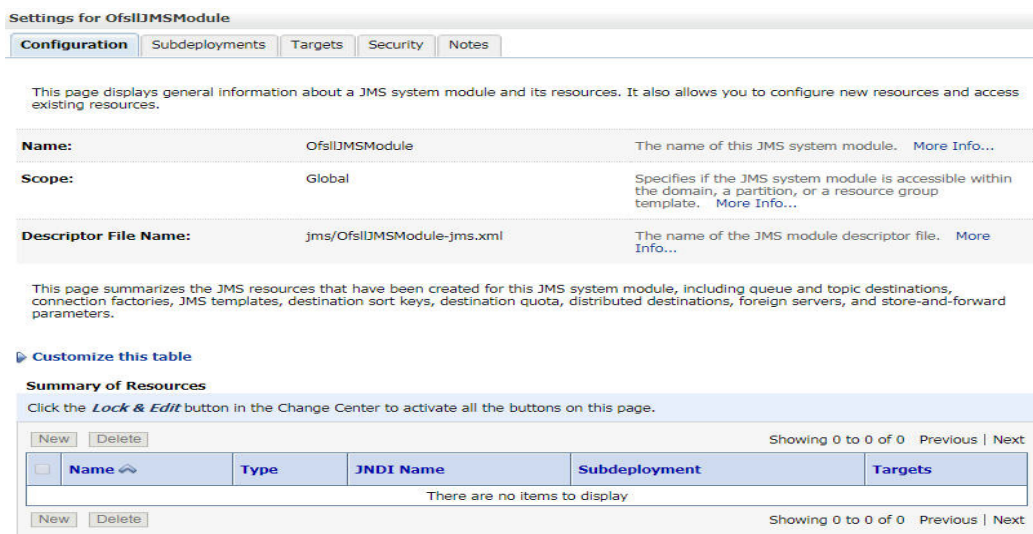 Settings for OfsllJMSModule
Configuration Subdeployments Targets Security Notes
This page displays general information about a JMS system module and its resources. It also allows you to configure new resources and access
existing resources.
Name: OfsllJMSModule The name of this JMS system module. More Info...
Scope: Global Specifies if the JMS system module is accessible within
the domain, a partition, or a resource group
template. More Info...
Descriptor File Name: jms/OfsllJMSModule-jms.xml The name of the JMS module descriptor file. More
Info...
This page summarizes the JMS resources that have been created for this JMS system module, including queue and topic destinations,
connection factories, JMS templates, destination sort keys, destination quota, distributed destinations, foreign servers, and store-and-forward
parameters.
Customize this table
Summary of Resources
Click the Lock & Edit button in the Change Center to activate all the buttons on this page.
New Delete Showing 0 to 0 of 0 Previous | Next
Name Type JNDI Name Subdeployment Targets
There are no items to display
New Delete Showing 0 to 0 of 0 Previous | Next